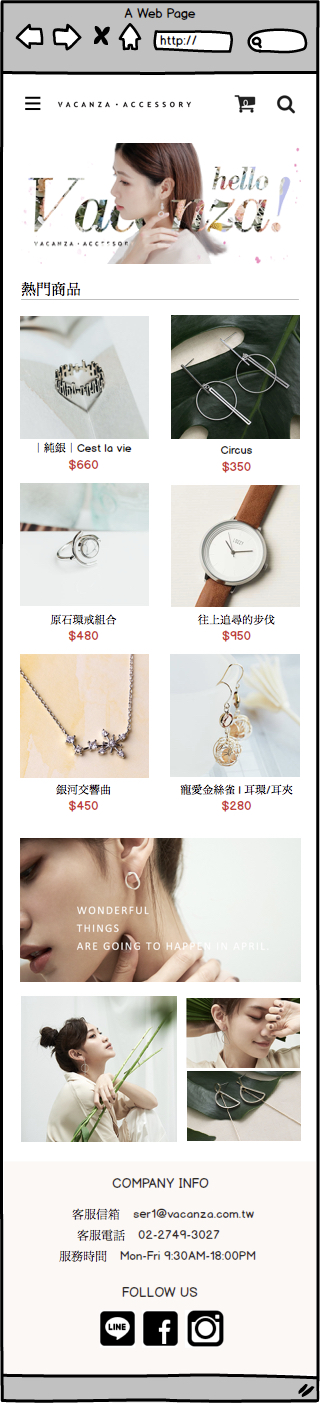 A Web Page
http://
VACANZA·ACCESSORY
0
hello
Vacanza!
VACANZA·ACCESSOR
熱門商品
｜純銀｜Cest la vie
$660
Circus
$350
原石環戒組合
$480
往上追尋的步伐
$950
銀河交響曲
$450
寵愛金絲雀 I 耳環/耳夾
$280
WONDERFUL
THINGS
ARE GOING TO HAPPEN IN APRIL.
COMPANY INFO
客服信箱 ser1@vacanza.com.tw
客服電話 02-2749-3027
服務時間 Mon-Fri 9:30AM-18:00PM
FOLLOW US
LINE